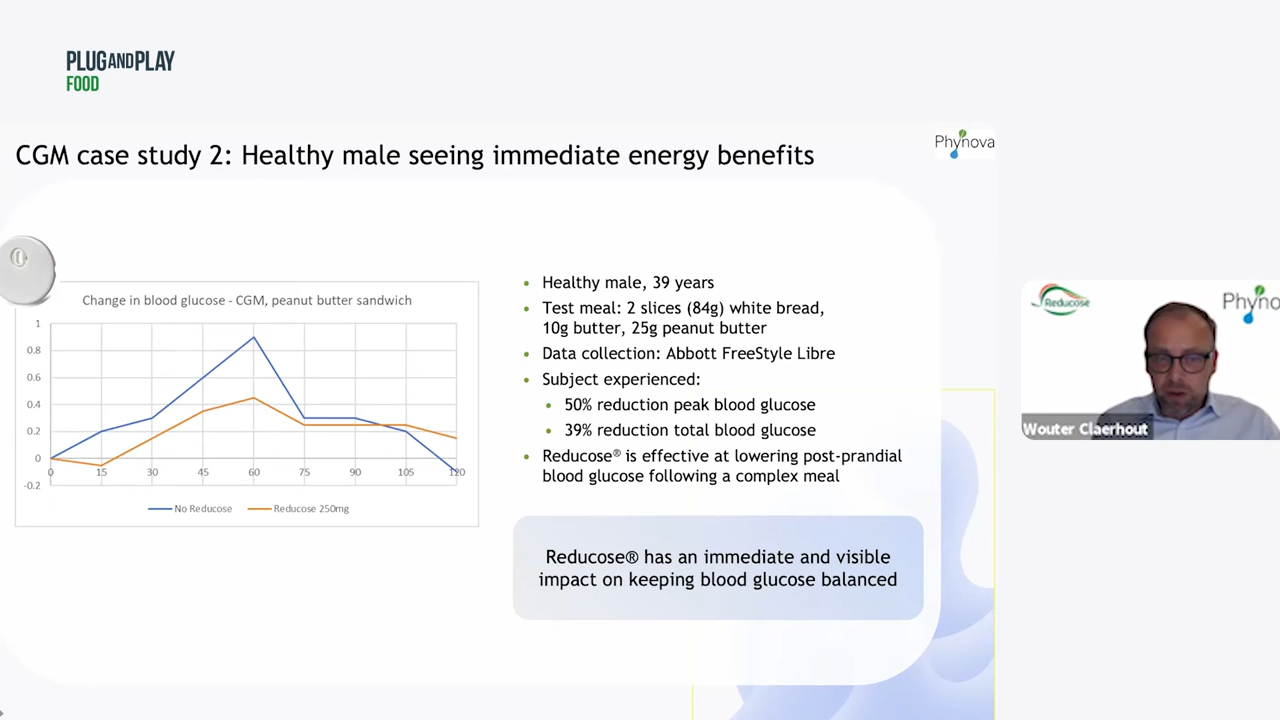 PLUGANDPLAY
FOOD
CGM case study 2: Healthy male seeing immediate energy benefits
Phynova
Change in blood glucose - CGM, peanut butter sandwich
1
0.8
0.6
0.4
0.2
0
-0.2
0 15 30 45 60 75 90 105 120
No Reducose Reducose 250mg
• Healthy male, 39 years
• Test meal: 2 slices (84g) white bread,
10g butter, 25g peanut butter
• Data collection: Abbott FreeStyle Libre
• Subject experienced:
• 50% reduction peak blood glucose
• 39% reduction total blood glucose
• Reducose® is effective at lowering post-prandial
blood glucose following a complex meal
Reducose® has an immediate and visible
impact on keeping blood glucose balanced
Reducose
Phyno
Wouter Claerhout